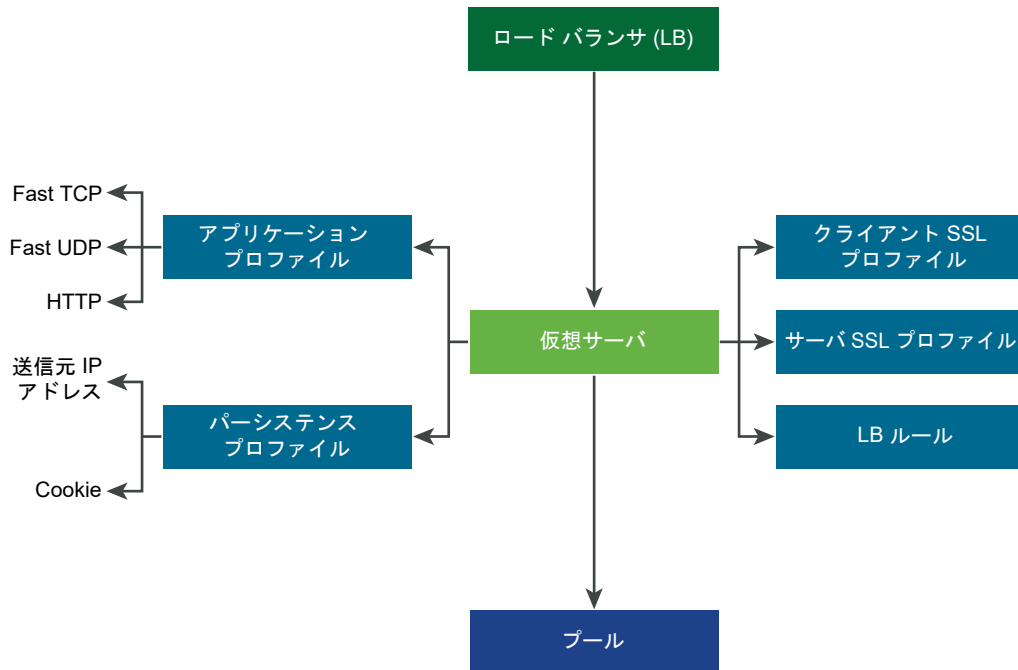 ロード バランサ (LB)
Fast TCP
Fast UDP
HTTP
アプリケーション
プロファイル
クライアント SSL
プロファイル
仮想サーバ
サーバ SSL プロファイル
送信元 IP
アドレス
Cookie
パーシステンス
プロファイル
LB ルール
プール